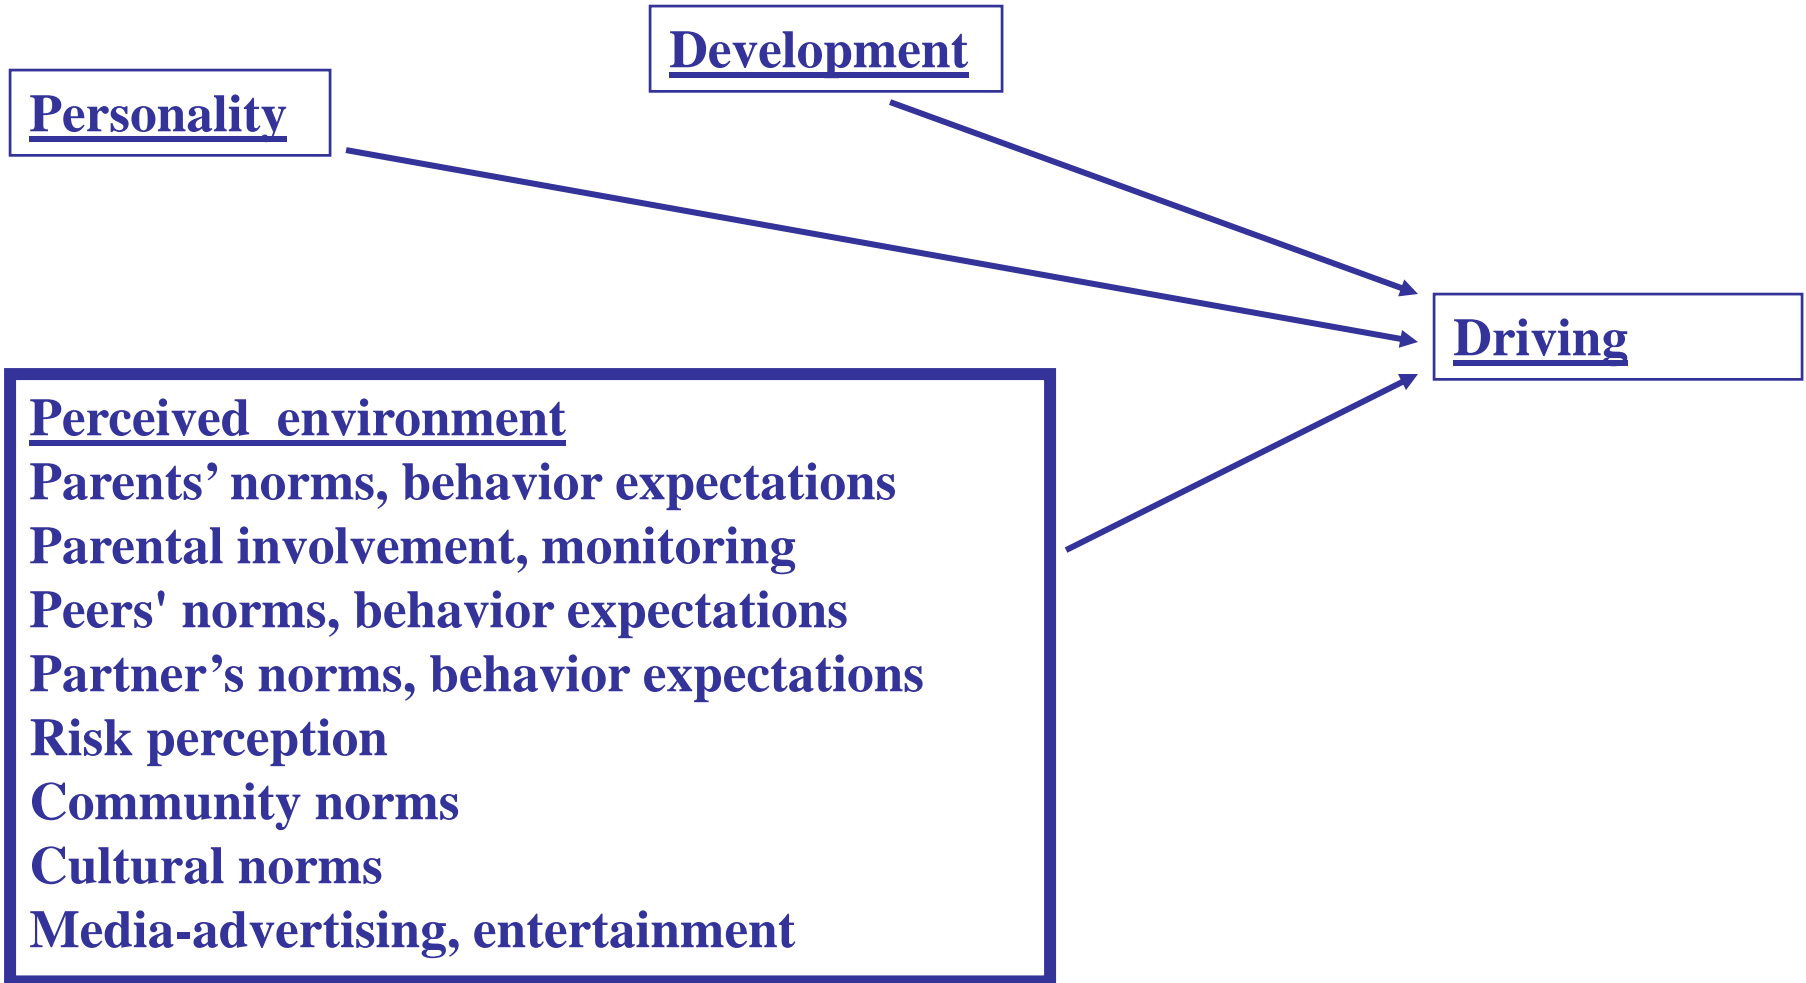 Development
Personality
Driving
Perceived  environment
Parents’ norms, behavior expectations
Parental involvement, monitoring
Peers' norms, behavior expectations
Partner’s norms, behavior expectations
Risk perception
Community norms
Cultural norms
Media-advertising, entertainment